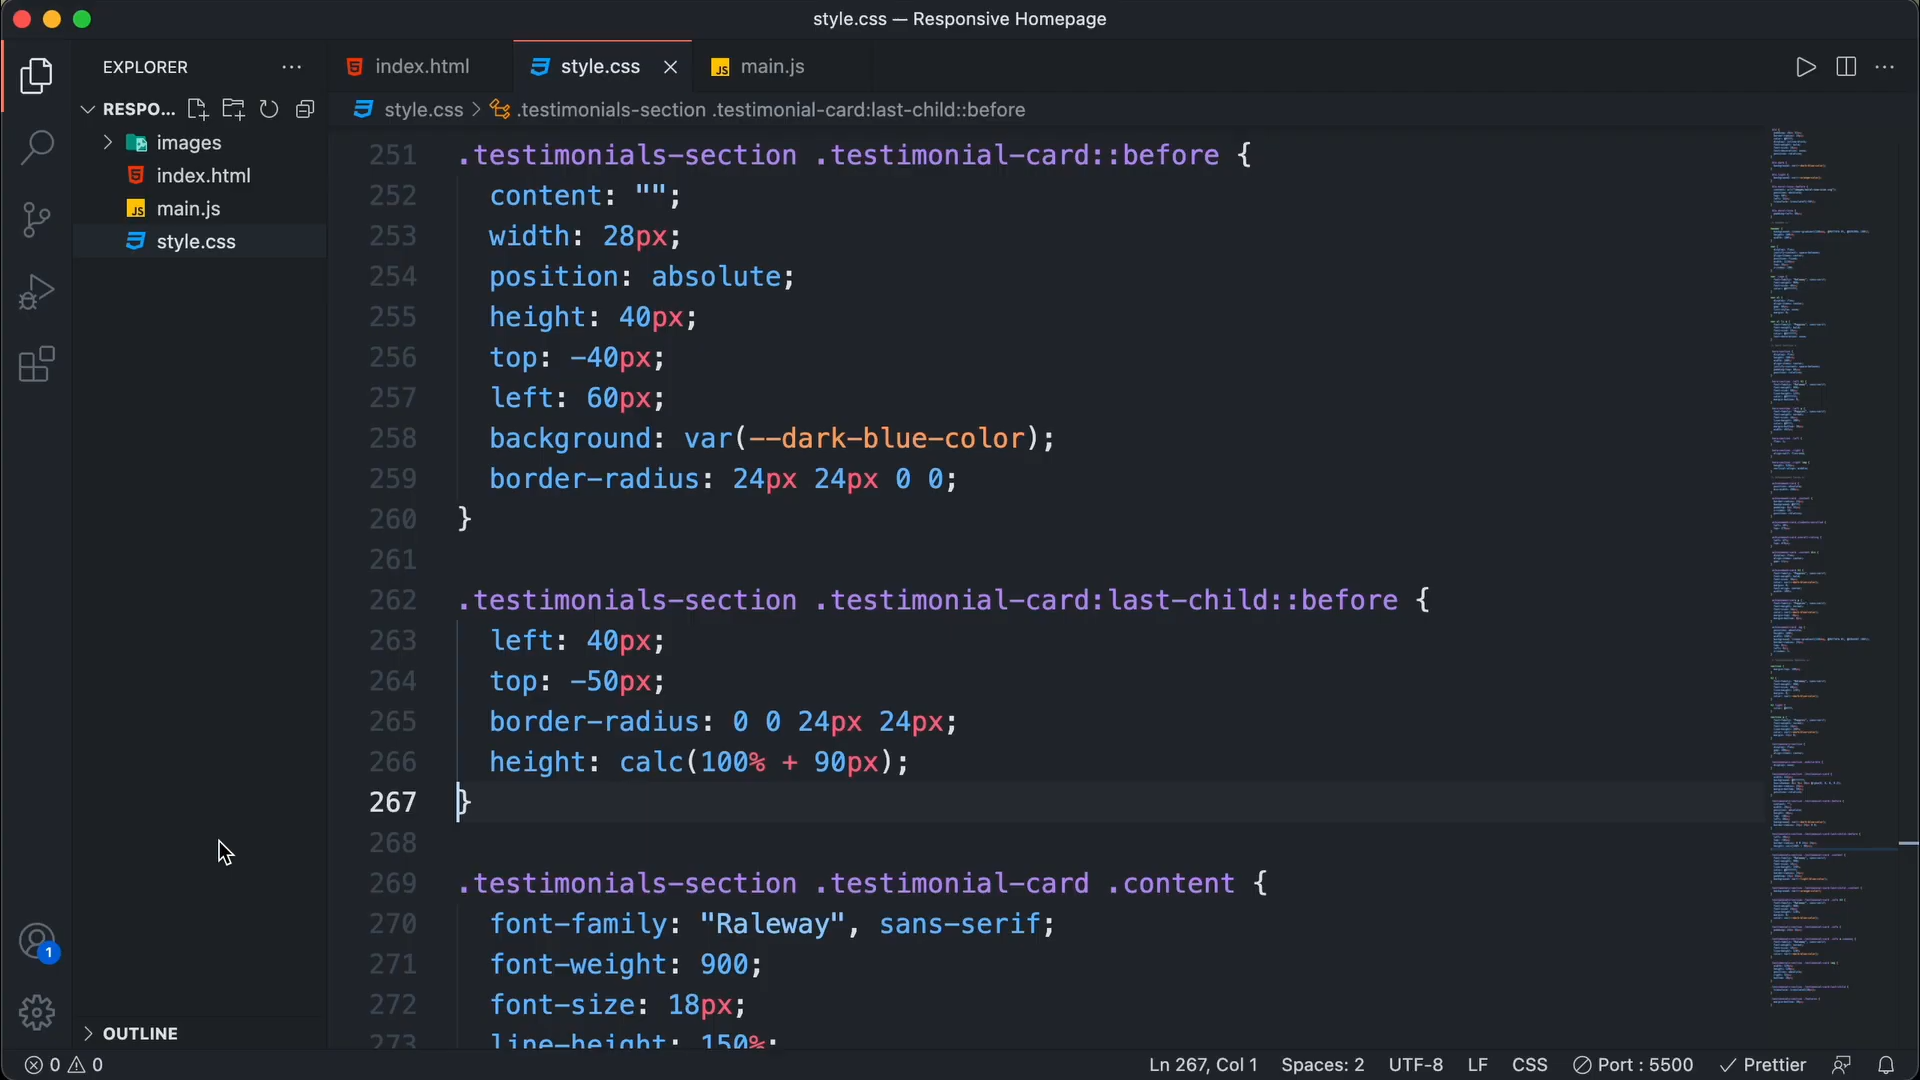 style.css — Responsive Homepage
EXPLORER
index.html
style.css
main.js
RESPO...
style.css > .testimonials-section .testimonial-card:last-child::before
images
index.html
main.js
style.css
251 .testimonials-section .testimonial-card::before {
252 content: "";
253 width: 28px;
254 position: absolute;
255 height: 40px;
256 top: -40px;
257 left: 60px;
258 background: var(--dark-blue-color);
259 border-radius: 24px 24px 0 0;
260 }
261
262 .testimonials-section .testimonial-card:last-child::before {
263 left: 40px;
264 top: -50px;
265 border-radius: 0 0 24px 24px;
266 height: calc(100% + 90px);
267 }
268
269 .testimonials-section .testimonial-card .content {
270 font-family: "Raleway", sans-serif;
271 font-weight: 900;
272 font-size: 18px;
273 line-height: 150%;
1
OUTLINE
0 0
Ln 267, Col 1 Spaces: 2 UTF-8 LF CSS Port : 5500 Prettier